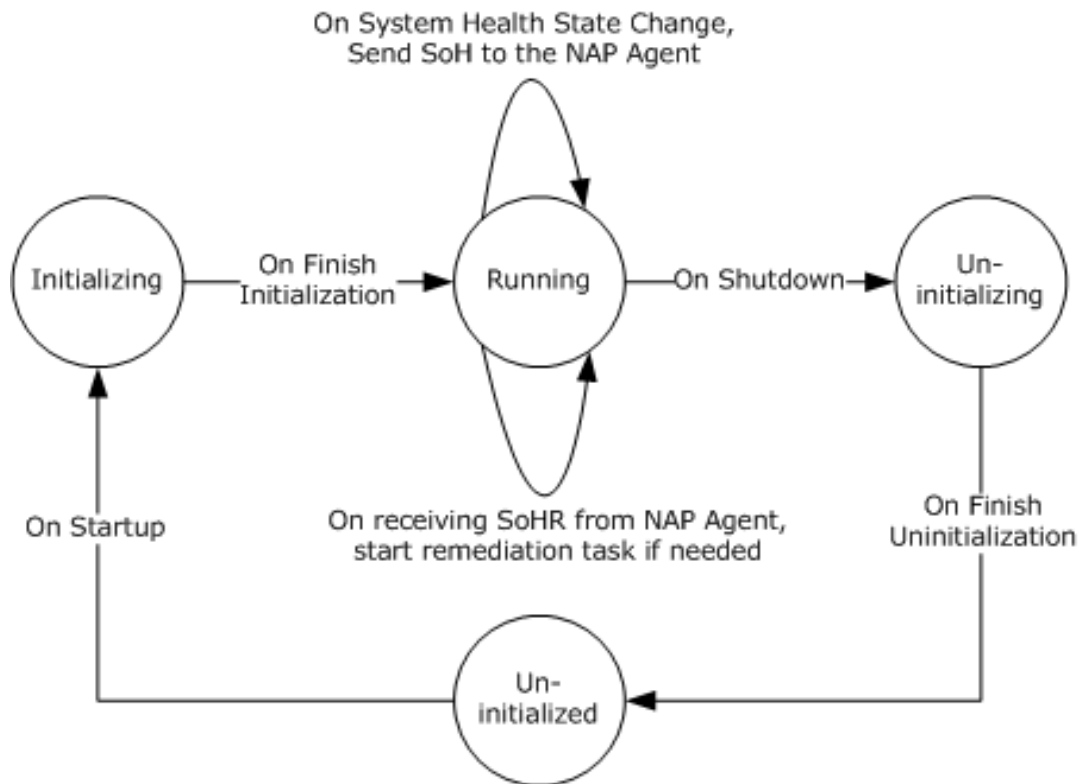 On System Health State Change,
Send SoH to the NAP Agent
Initializing
On Finish
Initialization
Running
On Shutdown
Un-
initializing
On Startup
On receiving SoHR from NAP Agent,
start remediation task if needed
On Finish
Uninitialization
Un-
initialized